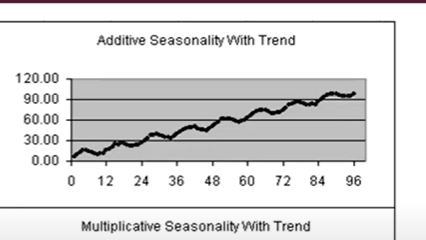 Additive Seasonality With Trend
120.00
90.00
60.00
30.00
0.00
0 12 24 36 48 60 72 84 96
Multiplicative Seasonality With Trend